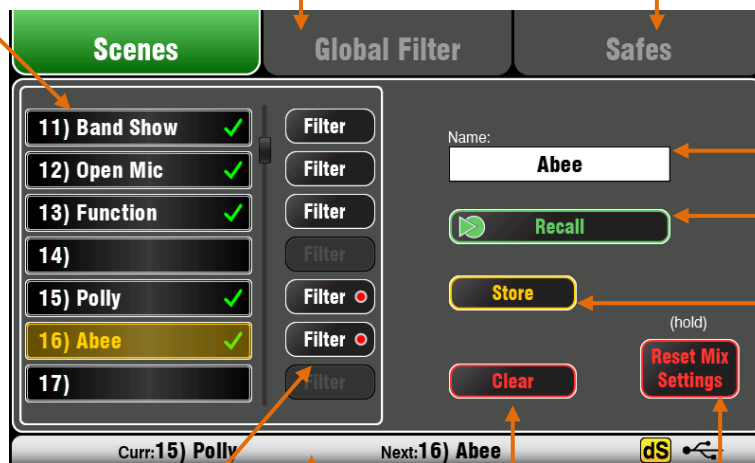 Scenes
Global Filter
Safes
11) Band Show
Filter
12) Open Mic
Filter
13) Function
Filter
14)
Filter
15) Polly
Filter
16) Abee
Filter
17)
Filter
Name:
Abee
Recall
Store
Clear
(hold)
Reset Mix
Settings
Curr:15) Polly
Next:16) Abee
dS